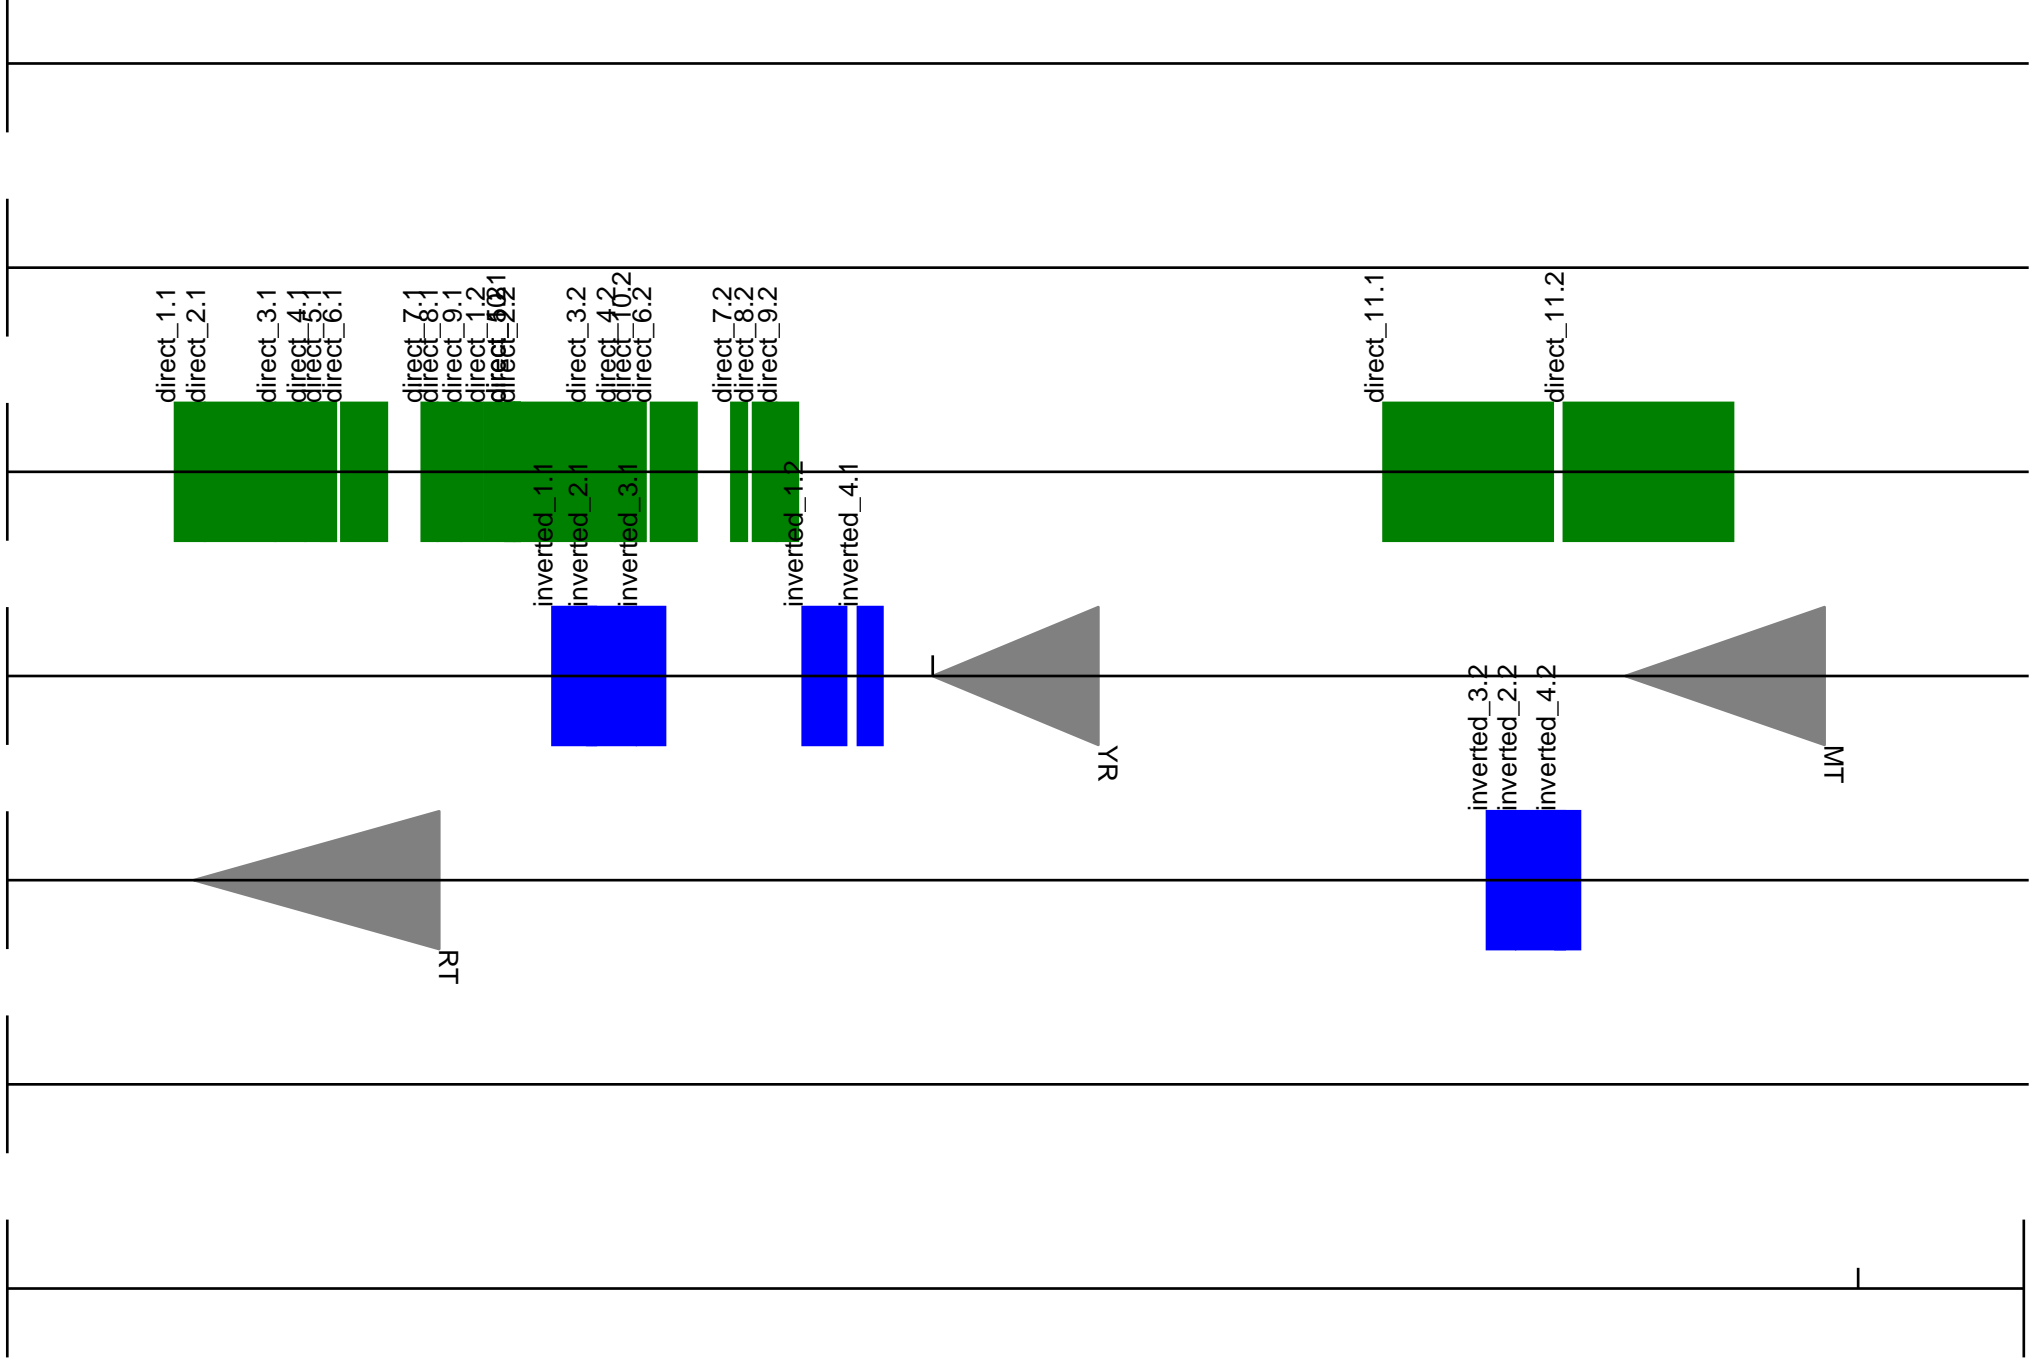 direct_1.1
direct_2.1
direct_3.1
direct_4.1
direct_5.1
direct_6.1
direct_7.1
direct_8.1
direct_9.1
direct_1.2
direct_2.2
direct_3.2
direct_4.2
direct_10.2
direct_6.2
direct_7.2
direct_8.2
direct_9.2
direct_11.1
direct_11.2
inverted_1.1
inverted_2.1
inverted_3.1
inverted_1.2
inverted_4.1
YR
MT
inverted_3.2
inverted_2.2
inverted_4.2
RT